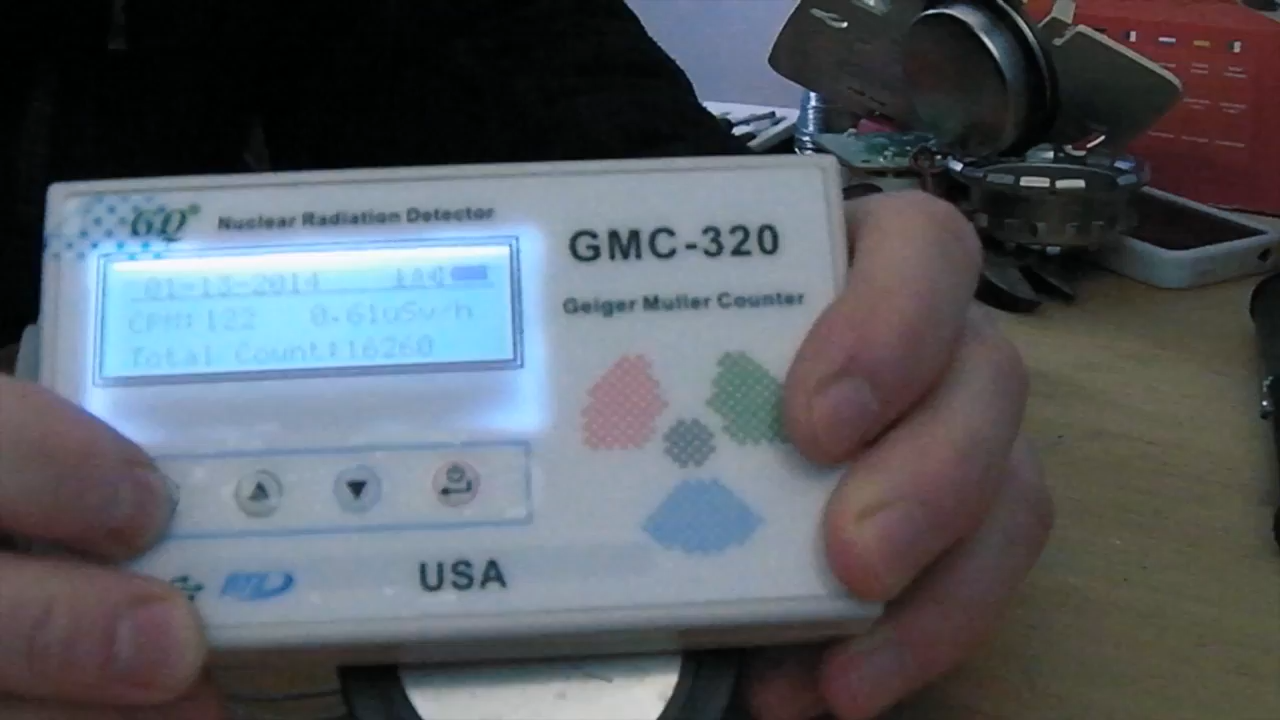 GQ
Nuclear Radiation Detector
GMC-320
Geiger Muller Counter
01-13-2014
CPM: 122 0.61uSv/h
Total Count:16260
USA